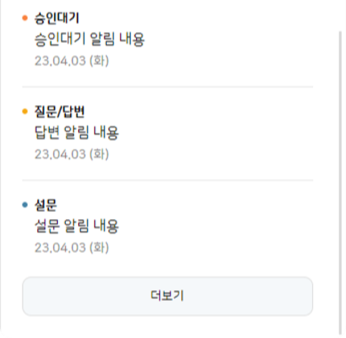 승인대기
승인대기 알림 내용
23.04.03 (화)
질문/답변
답변 알림 내용
23.04.03 (화)
설문
설문 알림 내용
23.04.03 (화)
더보기